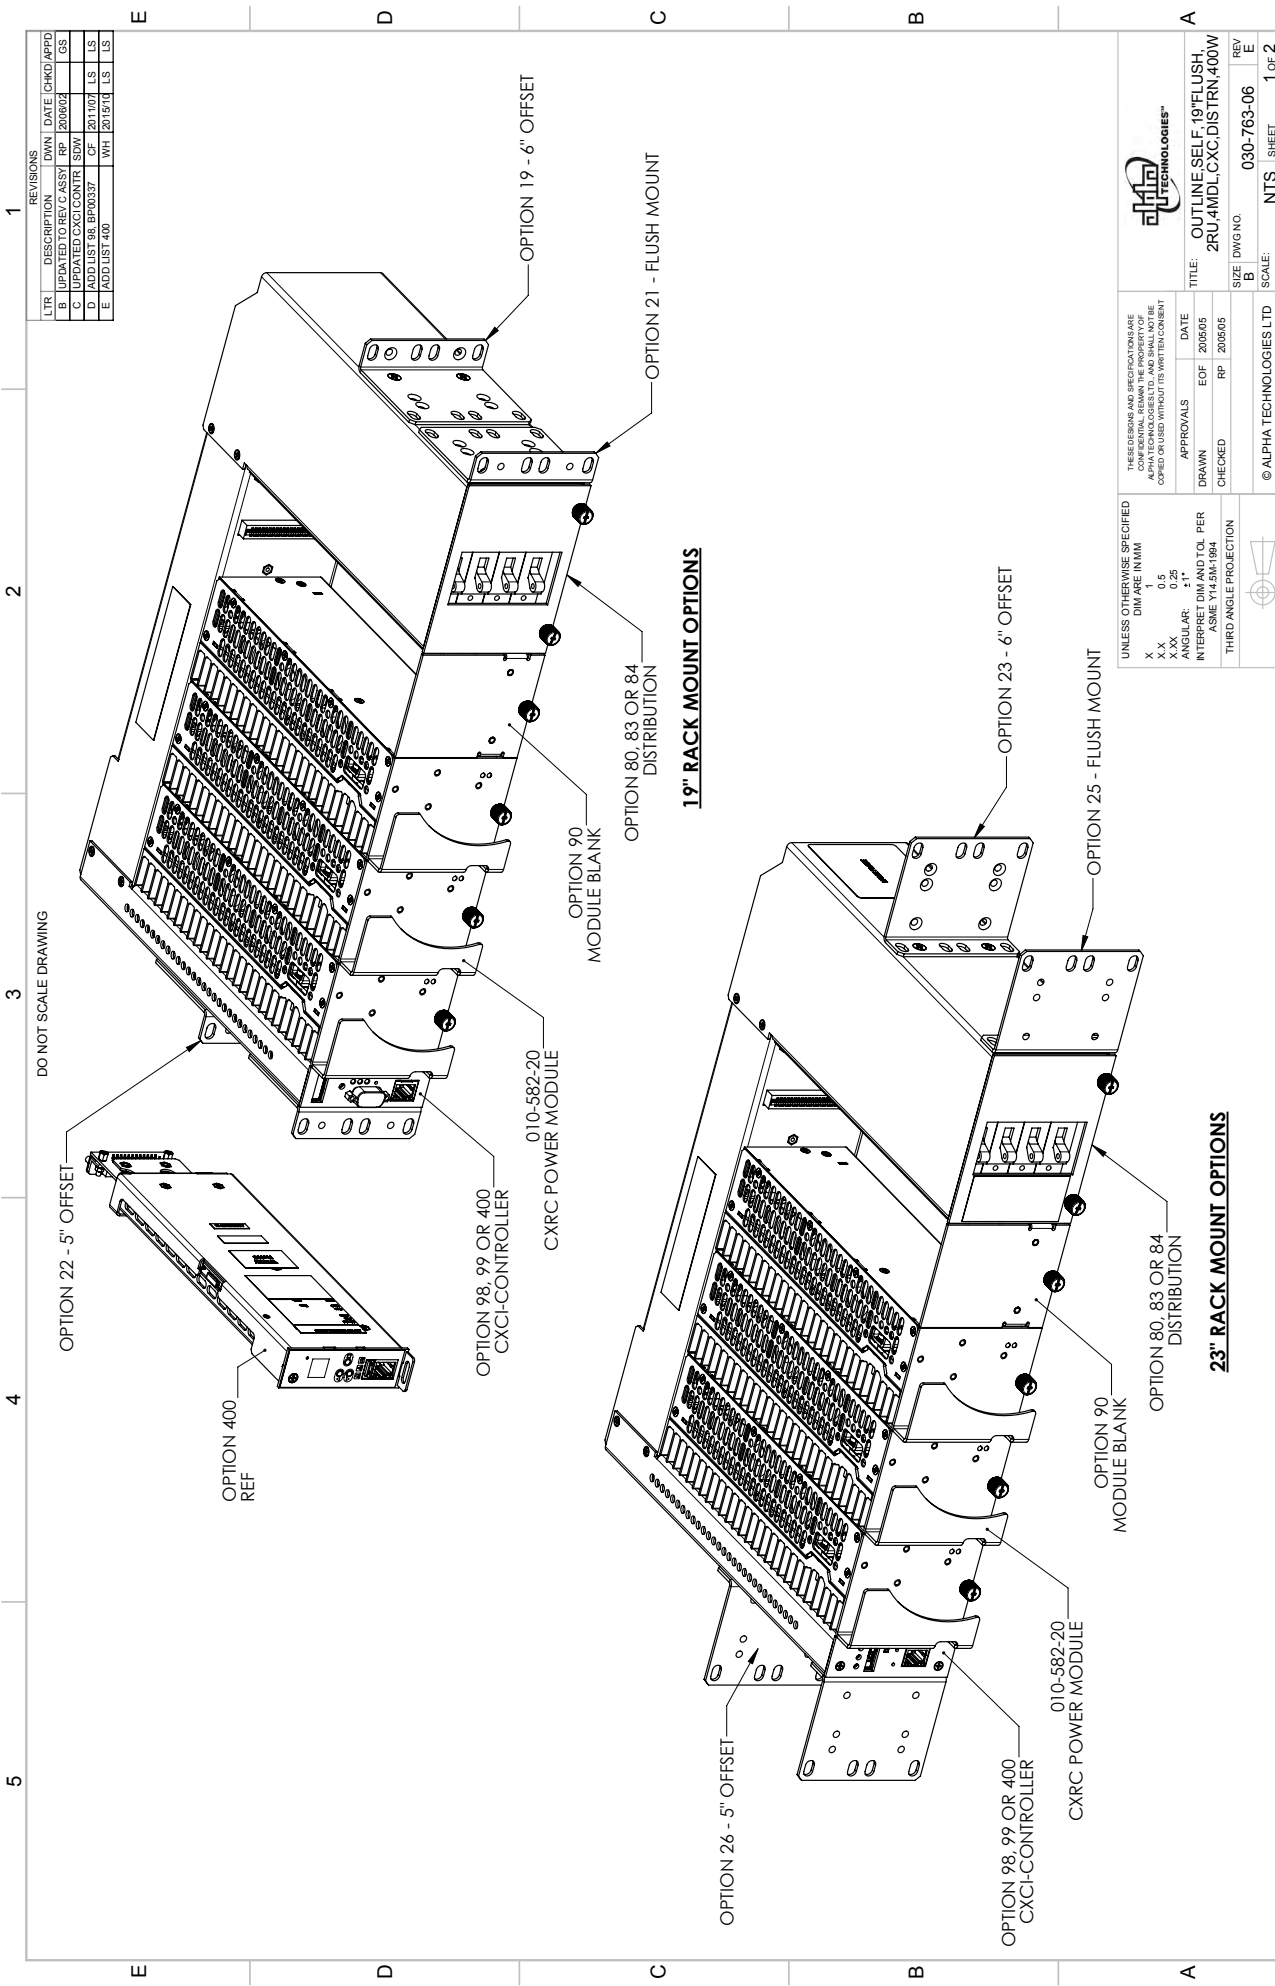 5
4
3
2
1
E
D
C
B
A
E
D
C
B
A
DO NOT SCALE DRAWING
REVISIONS
LTR DESCRIPTION DWN DATE CHKD APPD
B UPDATED TO REV C ASSY RP 2006/02 GS
C UPDATED CXCI CONTR SDW
D ADD LIST 98, BP00337 CF 2011/07 LS LS
E ADD LIST 400 WH 2015/10 LS LS
OPTION 22 - 5" OFFSET
OPTION 400
REF
OPTION 98, 99 OR 400
CXCI-CONTROLLER
010-582-20
CXRC POWER MODULE
OPTION 90
MODULE BLANK
OPTION 80, 83 OR 84
DISTRIBUTION
OPTION 21 - FLUSH MOUNT
OPTION 19 - 6" OFFSET
19" RACK MOUNT OPTIONS
OPTION 26 - 5" OFFSET
OPTION 98, 99 OR 400
CXCI-CONTROLLER
010-582-20
CXRC POWER MODULE
OPTION 90
MODULE BLANK
OPTION 80, 83 OR 84
DISTRIBUTION
OPTION 25 - FLUSH MOUNT
OPTION 23 - 6" OFFSET
23" RACK MOUNT OPTIONS
UNLESS OTHERWISE SPECIFIED
DIM ARE IN MM
X 1
X.X 0.5
X.XX 0.25
ANGULAR: ±1°
INTERPRET DIM AND TOL PER
ASME Y14.5M-1994
THIRD ANGLE PROJECTION
THESE DESIGNS AND SPECIFICATIONS ARE
CONFIDENTIAL, REMAIN THE PROPERTY OF
ALPHA TECHNOLOGIES LTD., AND SHALL NOT BE
COPIED OR USED WITHOUT ITS WRITTEN CONSENT
APPROVALS DATE
DRAWN EOF 2005/05
CHECKED RP 2005/05
© ALPHA TECHNOLOGIES LTD
TECHNOLOGIES™
TITLE: OUTLINE,SELF,19"FLUSH,
2RU,4MDL,CXC,DISTRN,400W
SIZE B DWG NO. 030-763-06 REV E
SCALE: NTS SHEET 1 OF 2